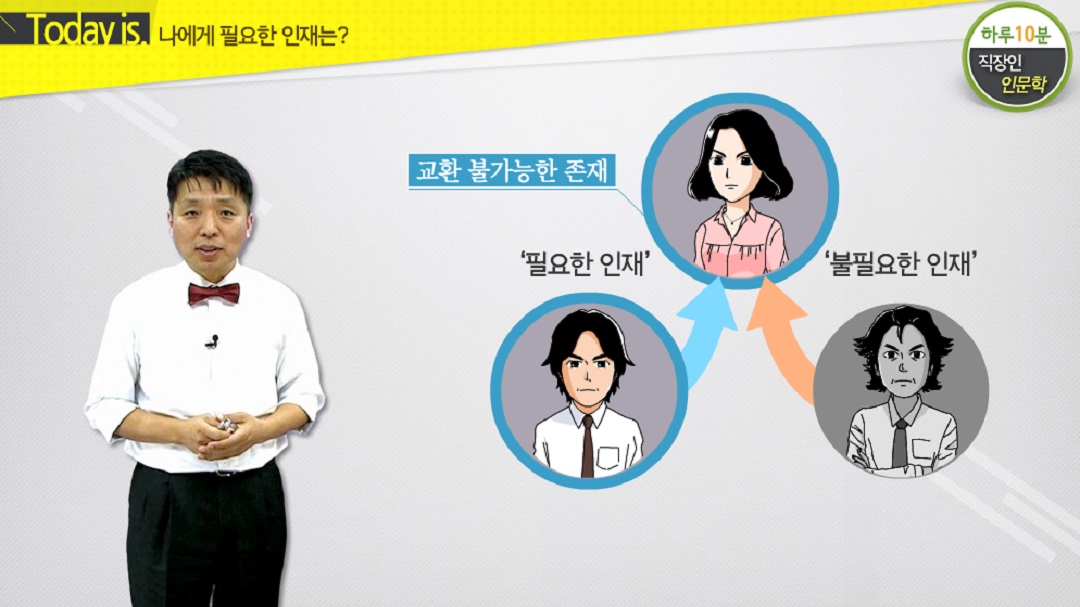 Today is. 나에게 필요한 인재는?
하루10분
직장인
인문학
교환 불가능한 존재
‘필요한 인재’
‘불필요한 인재’